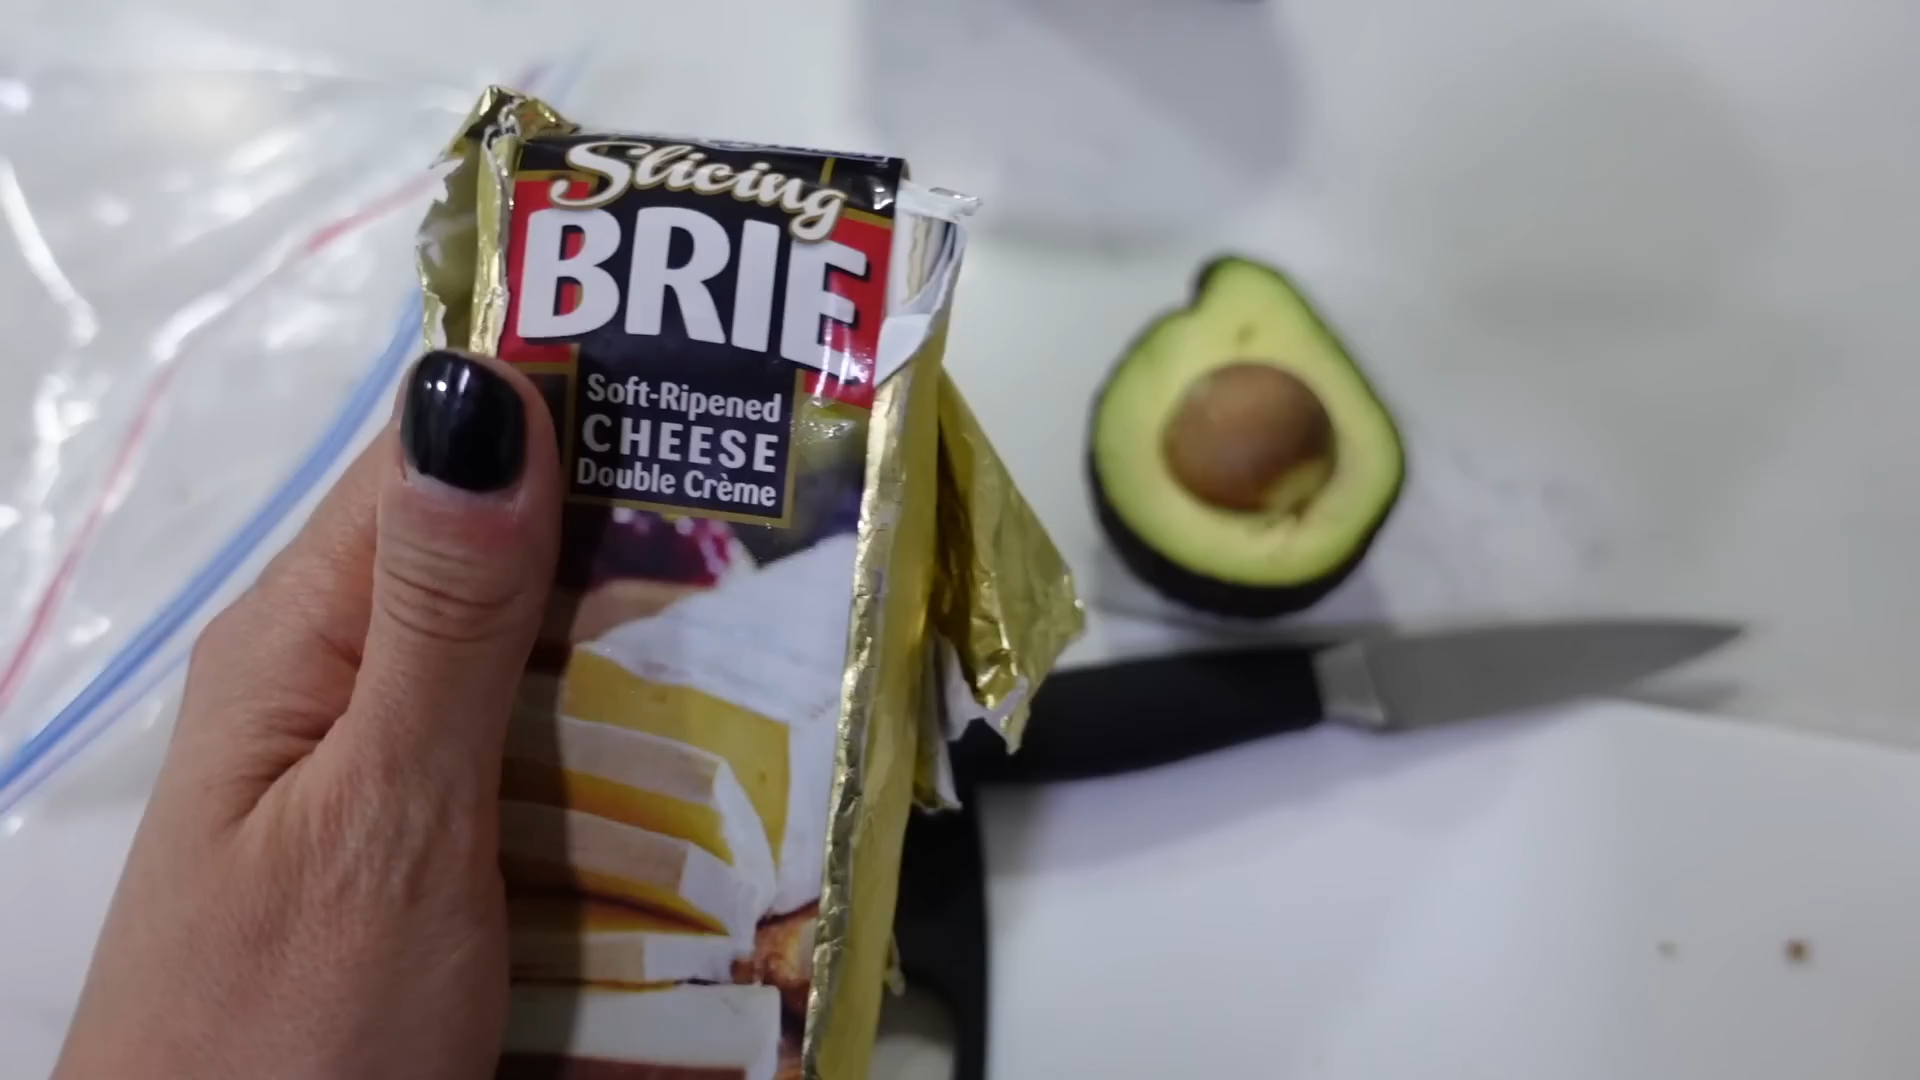 Slicing
BRIE
Soft-Ripened
CHEESE
Double Crème